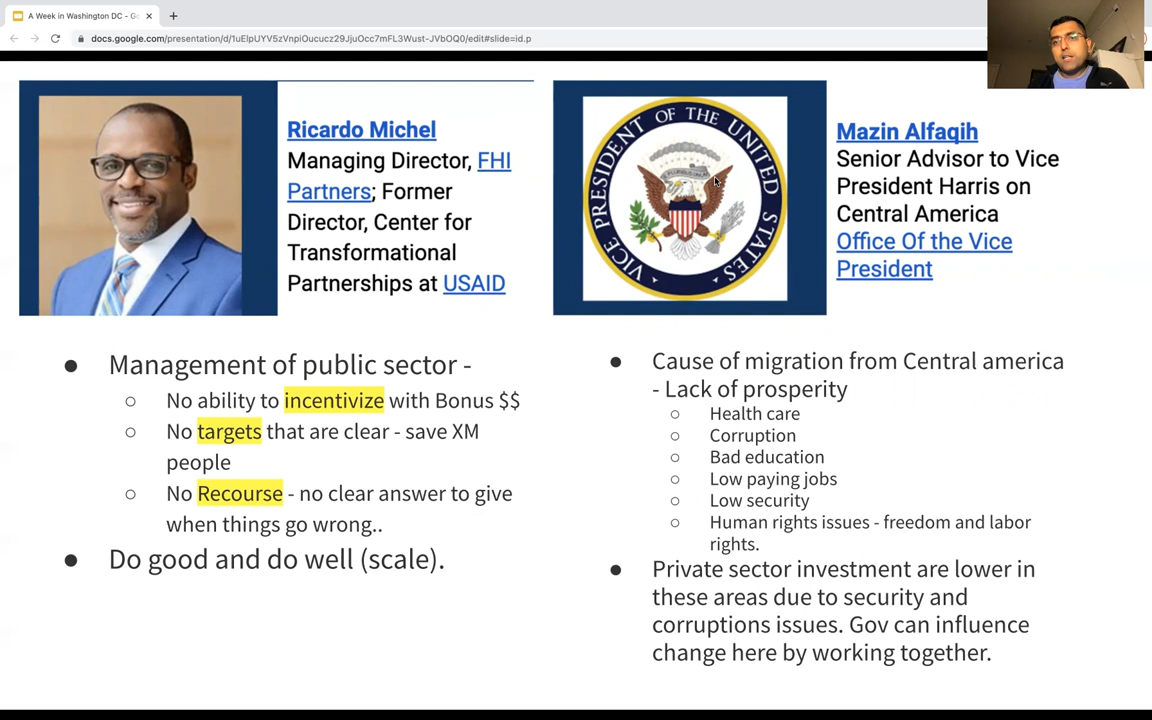 A Week in Washington DC - Go
docs.google.com/presentation/d/1uElpUYV5zVnpiOucucz29JjuOcc7mFL3Wust-JVbOQ0/edit#slide=id.p
Ricardo Michel
Managing Director, FHI
Partners; Former
Director, Center for
Transformational
Partnerships at USAID
VICE PRESIDENT OF THE UNITED STATES
Mazin Alfaqih
Senior Advisor to Vice
President Harris on
Central America
Office Of the Vice
President
● Management of public sector -
○ No ability to incentivize with Bonus $$
○ No targets that are clear - save XM
people
○ No Recourse - no clear answer to give
when things go wrong..
● Do good and do well (scale).
● Cause of migration from Central america
- Lack of prosperity
○ Health care
○ Corruption
○ Bad education
○ Low paying jobs
○ Low security
○ Human rights issues - freedom and labor
rights.
● Private sector investment are lower in
these areas due to security and
corruptions issues. Gov can influence
change here by working together.